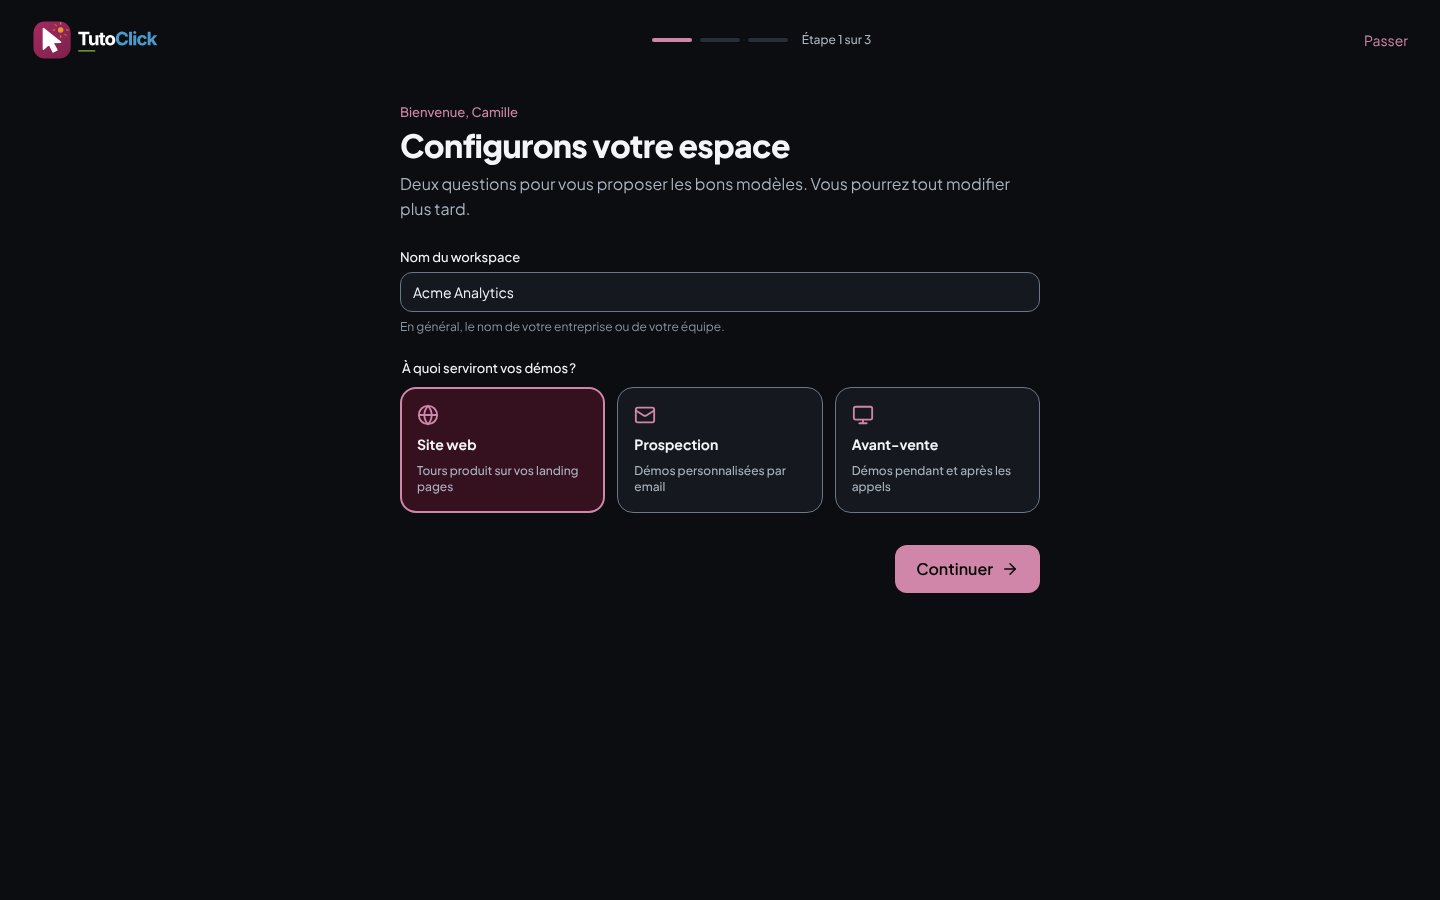 TutoClick
Étape 1 sur 3
Passer
Bienvenue, Camille
Configurons votre espace
Deux questions pour vous proposer les bons modèles. Vous pourrez tout modifier
plus tard.
Nom du workspace
Acme Analytics
En général, le nom de votre entreprise ou de votre équipe.
À quoi serviront vos démos ?
Site web
Tours produit sur vos landing
pages
Prospection
Démos personnalisées par
email
Avant-vente
Démos pendant et après les
appels
Continuer